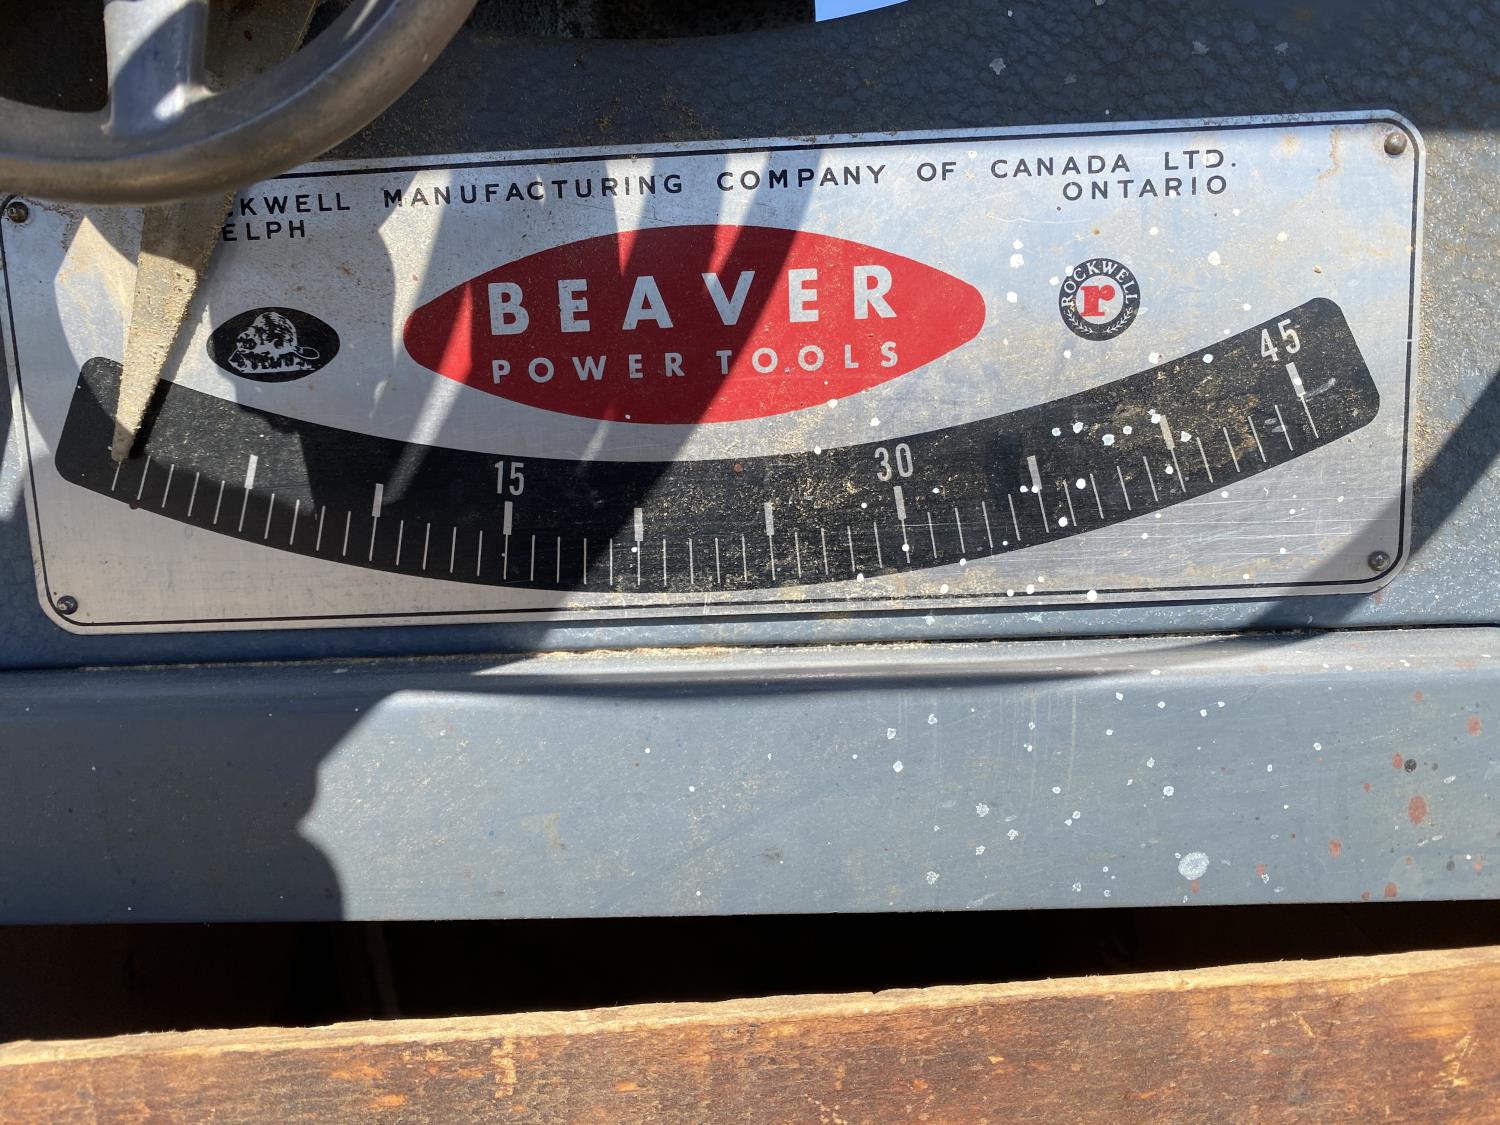 CKWELL MANUFACTURING COMPANY OF CANADA LTD.
ELPH ONTARIO
BEAVER
POWER TOOLS
ROCKWELL
r
15
30
45